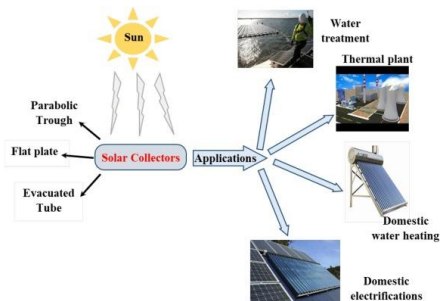 Sun
Water
treatment
Thermal plant
Parabolic
Trough
Flat plate
Solar Collectors
Applications
Evacuated
Tube
Domestic
water heating
Domestic
electrifications